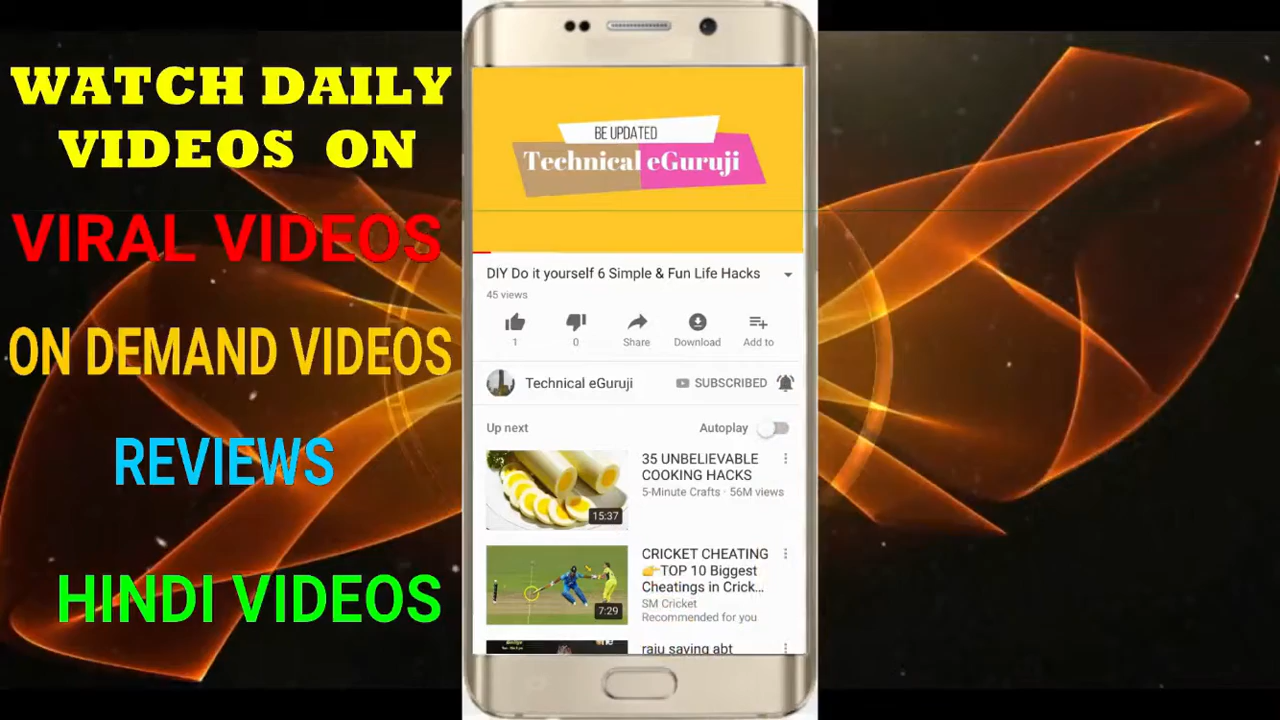 WATCH DAILY
VIDEOS ON
VIRAL VIDEOS
ON DEMAND VIDEOS
REVIEWS
HINDI VIDEOS
BE UPDATED
Technical eGuruji
DIY Do it yourself 6 Simple & Fun Life Hacks
45 views
1
0
Share
Download
Add to
Technical eGuruji
SUBSCRIBED
Up next
Autoplay
35 UNBELIEVABLE
COOKING HACKS
5-Minute Crafts · 56M views
15:37
CRICKET CHEATING
👉TOP 10 Biggest
Cheatings in Crick...
SM Cricket
Recommended for you
7:29
raju saving abt